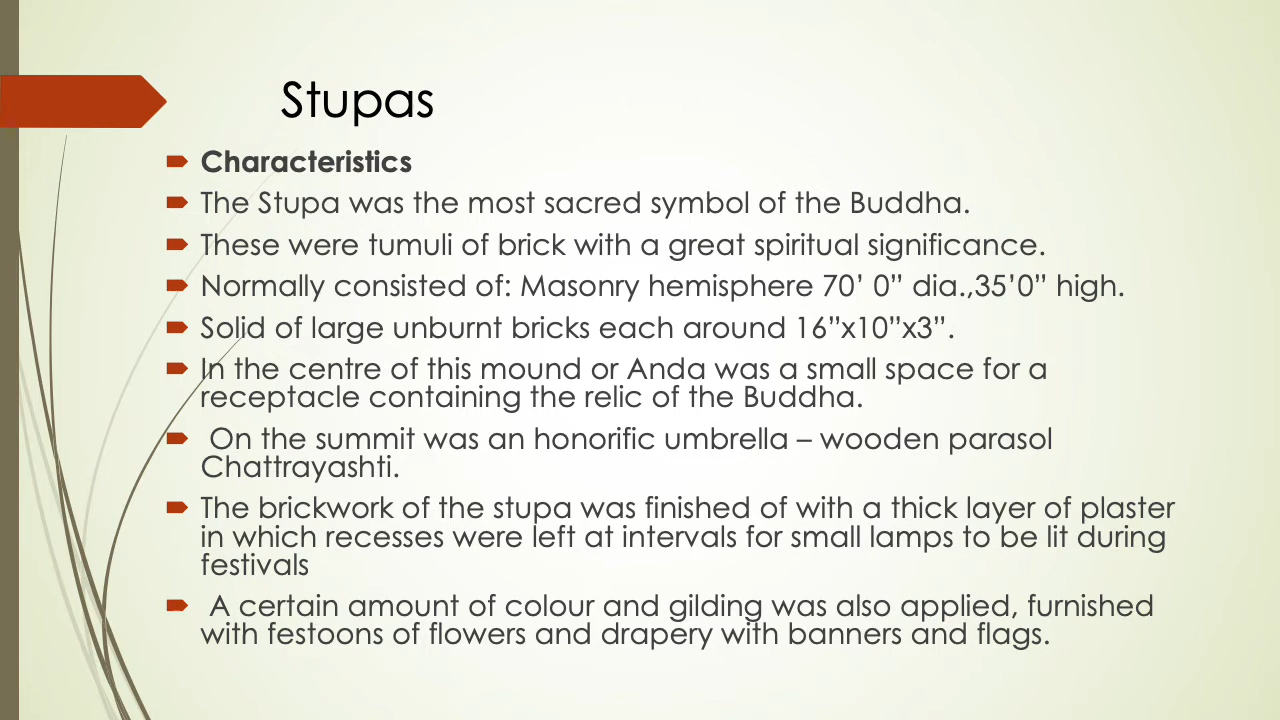 Stupas
Characteristics
The Stupa was the most sacred symbol of the Buddha.
These were tumuli of brick with a great spiritual significance.
Normally consisted of: Masonry hemisphere 70’ 0” dia.,35’0” high.
Solid of large unburnt bricks each around 16”x10”x3”.
In the centre of this mound or Anda was a small space for a
receptacle containing the relic of the Buddha.
On the summit was an honorific umbrella – wooden parasol
Chattrayashti.
The brickwork of the stupa was finished of with a thick layer of plaster
in which recesses were left at intervals for small lamps to be lit during
festivals
A certain amount of colour and gilding was also applied, furnished
with festoons of flowers and drapery with banners and flags.